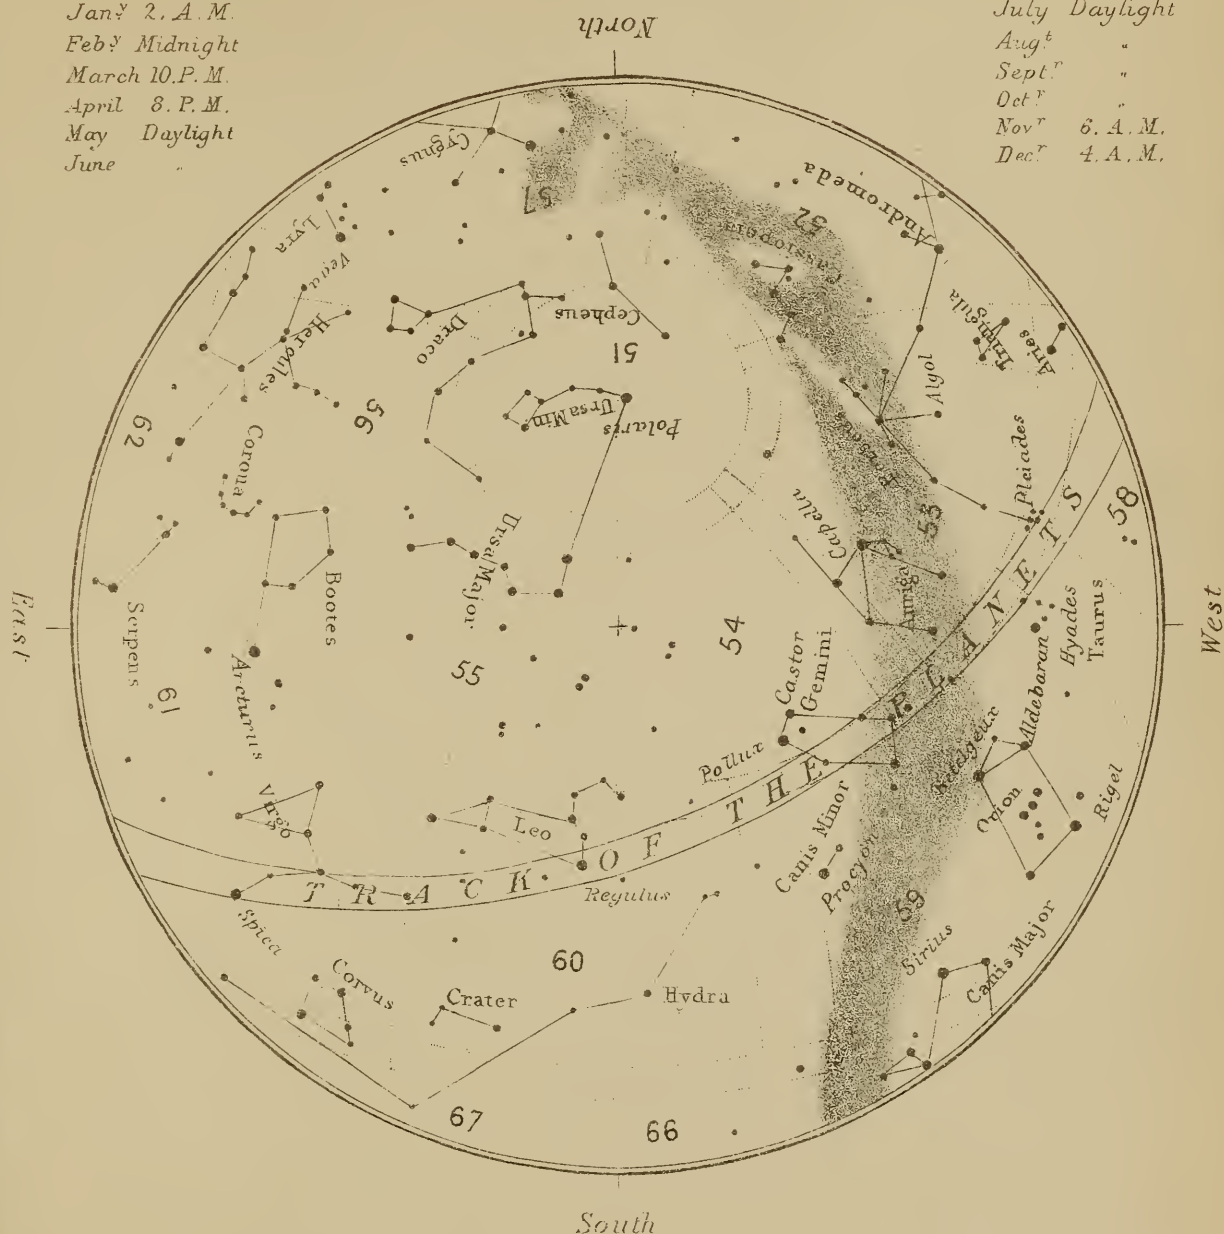 Jan.y 2. A.M.
Feb.y Midnight
March 10. P.M.
April 8. P.M.
May Daylight
June "
July Daylight
Aug.t "
Sept.r "
Oct.r "
Nov.r 6. A.M.
Dec.r 4. A.M.
North
Cygnus
57
Andromeda
52
Cassiopeia
Lyra
Vega
Hercules
Draco
Cepheus
51
Triangula
Aries
Algol
Ursa Min
Polaris
56
62
Corona
Perseus
Pleiades
58
53
Capella
Auriga
Ursa Major
Bootes
Serpens
East
West
Hyades
Taurus
Aldebaran
54
55
Castor
Gemini
61
Arcturus
Pollux
Betelgeux
Orion
Rigel
Virgo
Leo
Canis Minor
Procyon
TRACK OF THE PLANETS
Regulus
59
Spica
Sirius
Canis Major
60
Corvus
Crater
Hydra
67
66
South